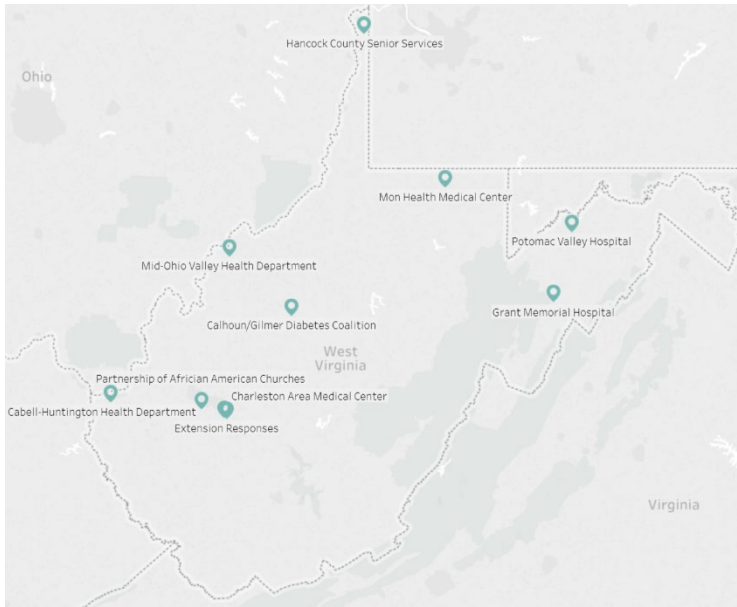 Hancock County Senior Services
Ohio
Mon Health Medical Center
Potomac Valley Hospital
Mid-Ohio Valley Health Department
Grant Memorial Hospital
Calhoun/Gilmer Diabetes Coalition
West
Virginia
Partnership of Africian American Churches
Charleston Area Medical Center
Cabell-Huntington Health Department
Extension Responses
Virginia